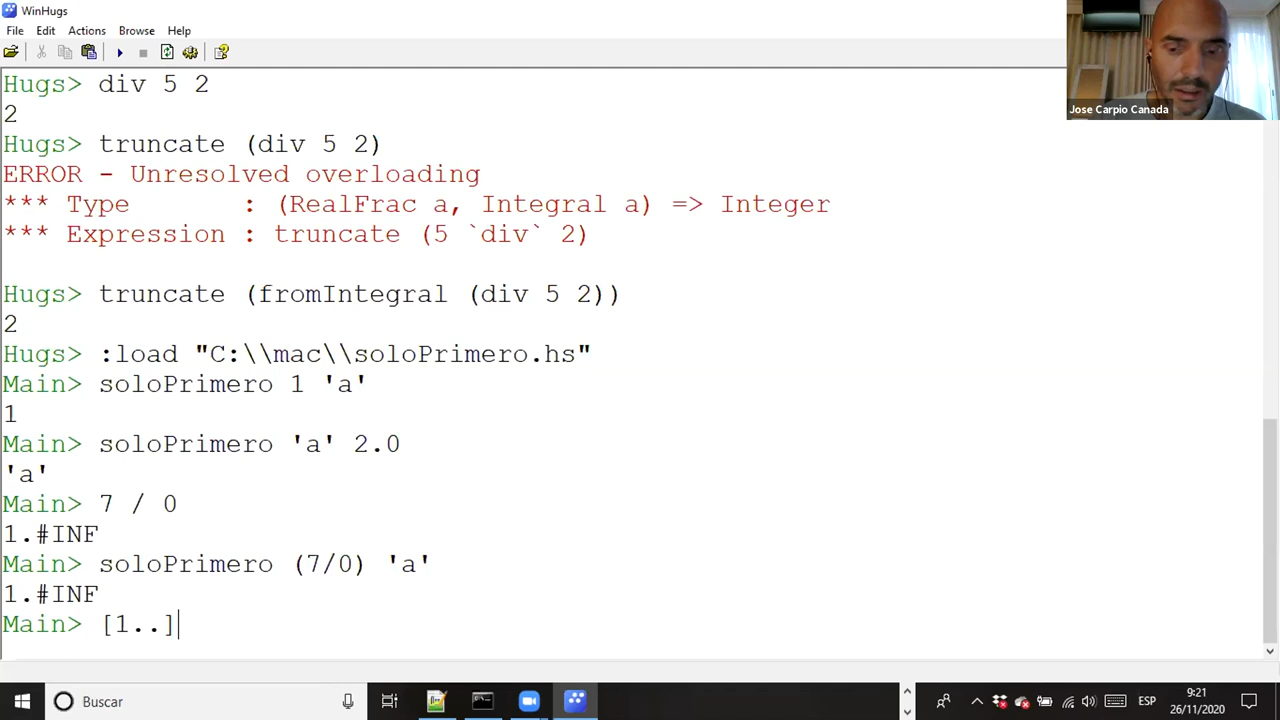 WinHugs
File Edit Actions Browse Help
Hugs> div 5 2
2
Hugs> truncate (div 5 2)
ERROR - Unresolved overloading
*** Type       : (RealFrac a, Integral a) => Integer
*** Expression : truncate (5 `div` 2)
Hugs> truncate (fromIntegral (div 5 2))
2
Hugs> :load "C:\\mac\\soloPrimero.hs"
Main> soloPrimero 1 'a'
1
Main> soloPrimero 'a' 2.0
'a'
Main> 7 / 0
1.#INF
Main> soloPrimero (7/0) 'a'
1.#INF
Main> [1..]
Jose Carpio Canada
Buscar
ESP
9:21
26/11/2020